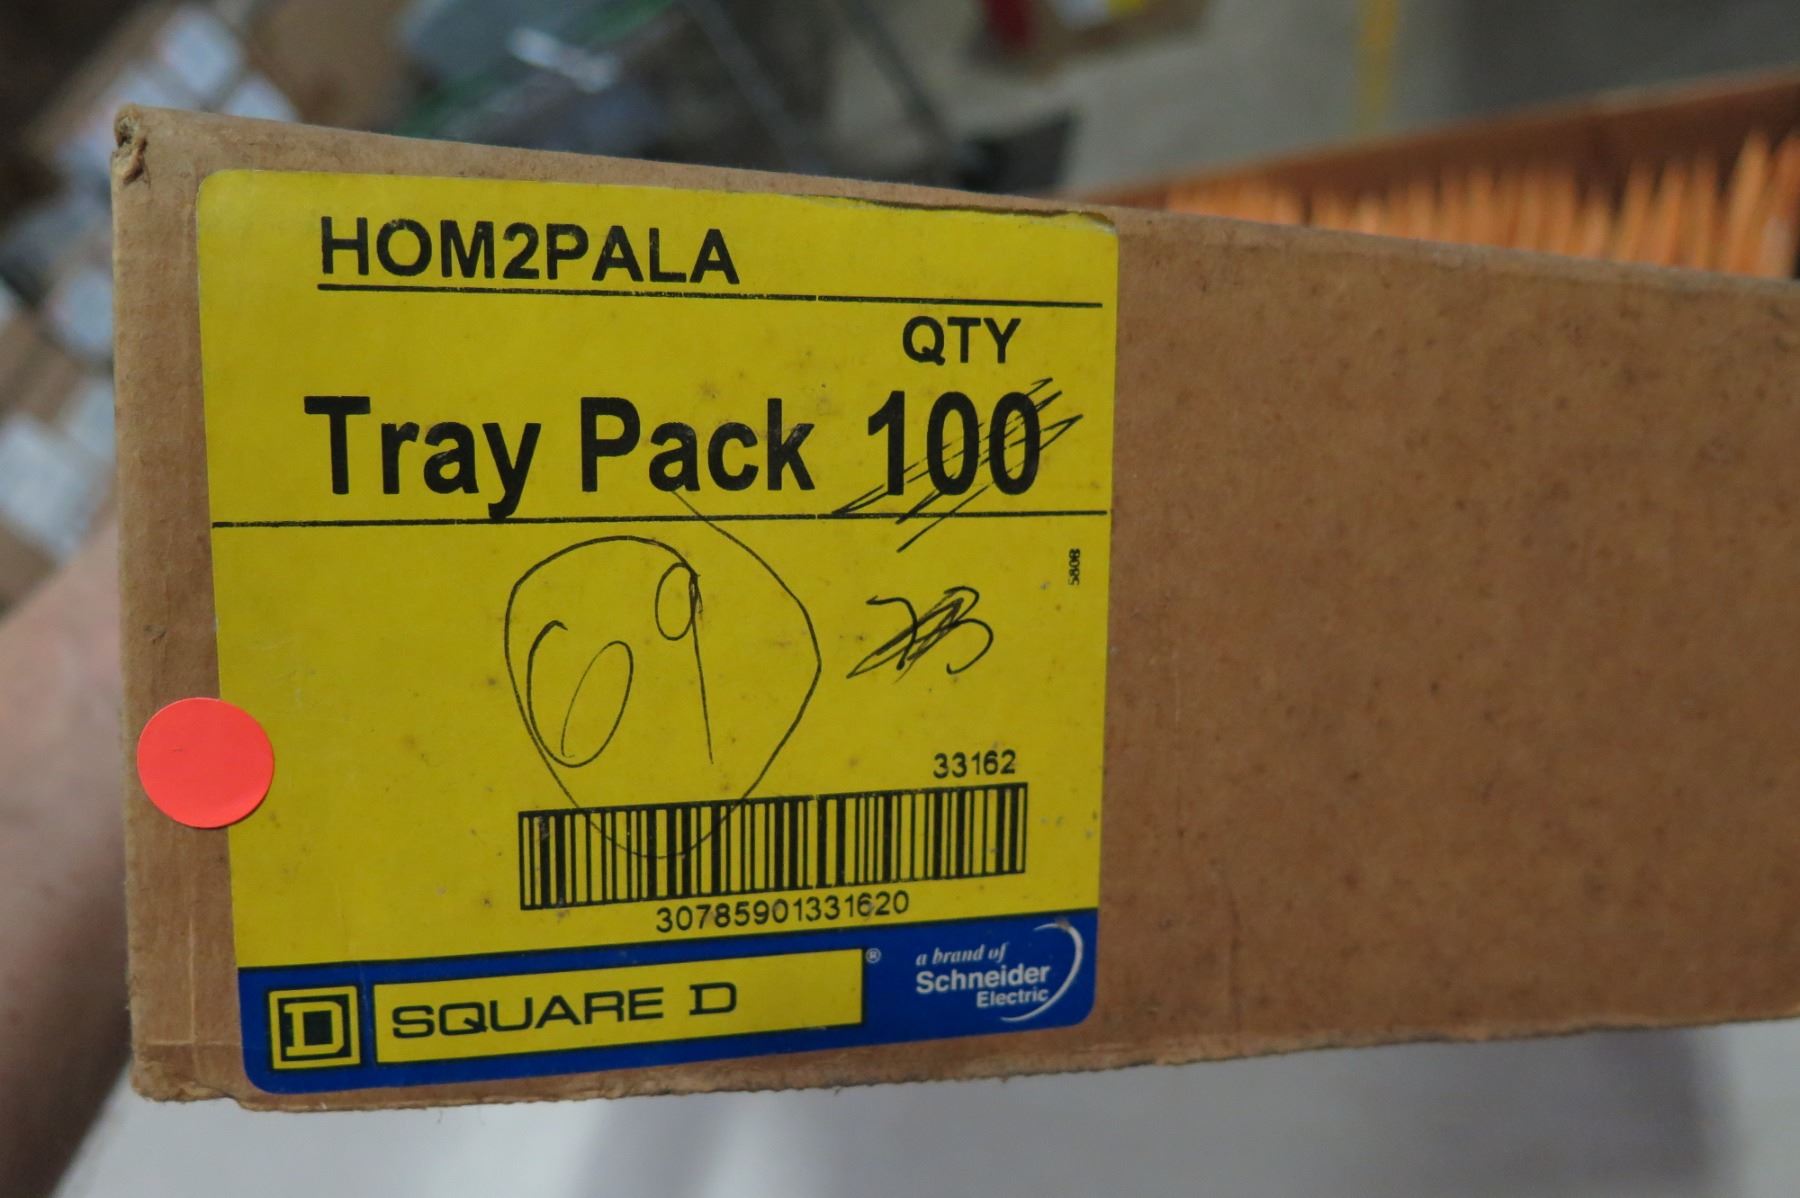 HOM2PALA
QTY
Tray Pack 100
5808
69
33162
30785901331620
D SQUARE D ®
a brand of
Schneider
Electric